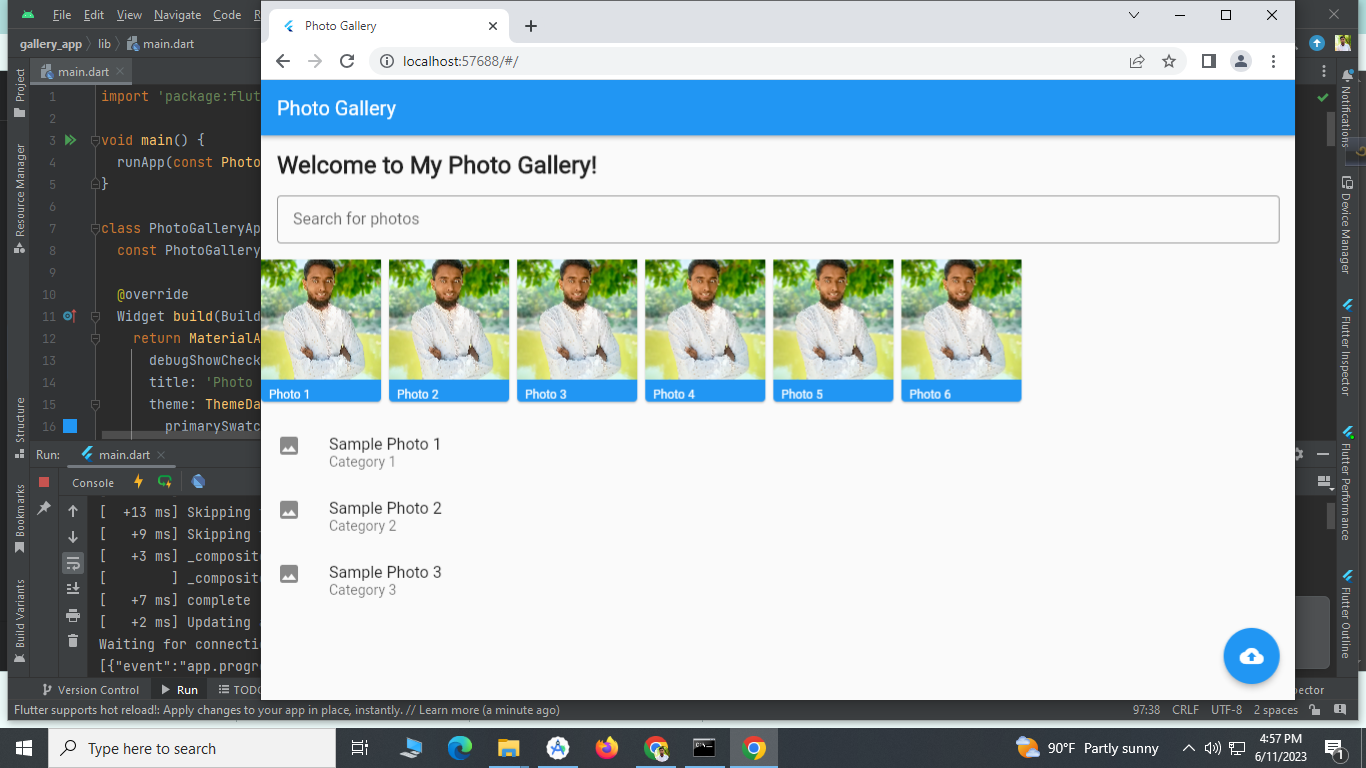 File Edit View Navigate Code
gallery_app lib main.dart
main.dart
Project
Resource Manager
Structure
Bookmarks
Build Variants
1 import 'package:flut
2
3 void main() {
4 runApp(const Photo
5 }
6
7 class PhotoGalleryAp
8 const PhotoGallery
9
10 @override
11 Widget build(Build
12 return MaterialA
13 debugShowCheck
14 title: 'Photo
15 theme: ThemeDa
16 primarySwatc
Run: main.dart
Console
[ +13 ms] Skipping
[ +9 ms] Skipping
[ +3 ms] _composit
[ ] _composit
[ +7 ms] complete
[ +2 ms] Updating
Waiting for connecti
[{"event":"app.progr
Photo Gallery
localhost:57688/#/
Photo Gallery
Welcome to My Photo Gallery!
Search for photos
Photo 1 Photo 2 Photo 3 Photo 4 Photo 5 Photo 6
Sample Photo 1
Category 1
Sample Photo 2
Category 2
Sample Photo 3
Category 3
Notifications
Device Manager
Flutter Inspector
Flutter Performance
Flutter Outline
Version Control Run TODO
Flutter supports hot reload!: Apply changes to your app in place, instantly. // Learn more (a minute ago) 97:38 CRLF UTF-8 2 spaces
Type here to search 90°F Partly sunny 4:57 PM
6/11/2023
1